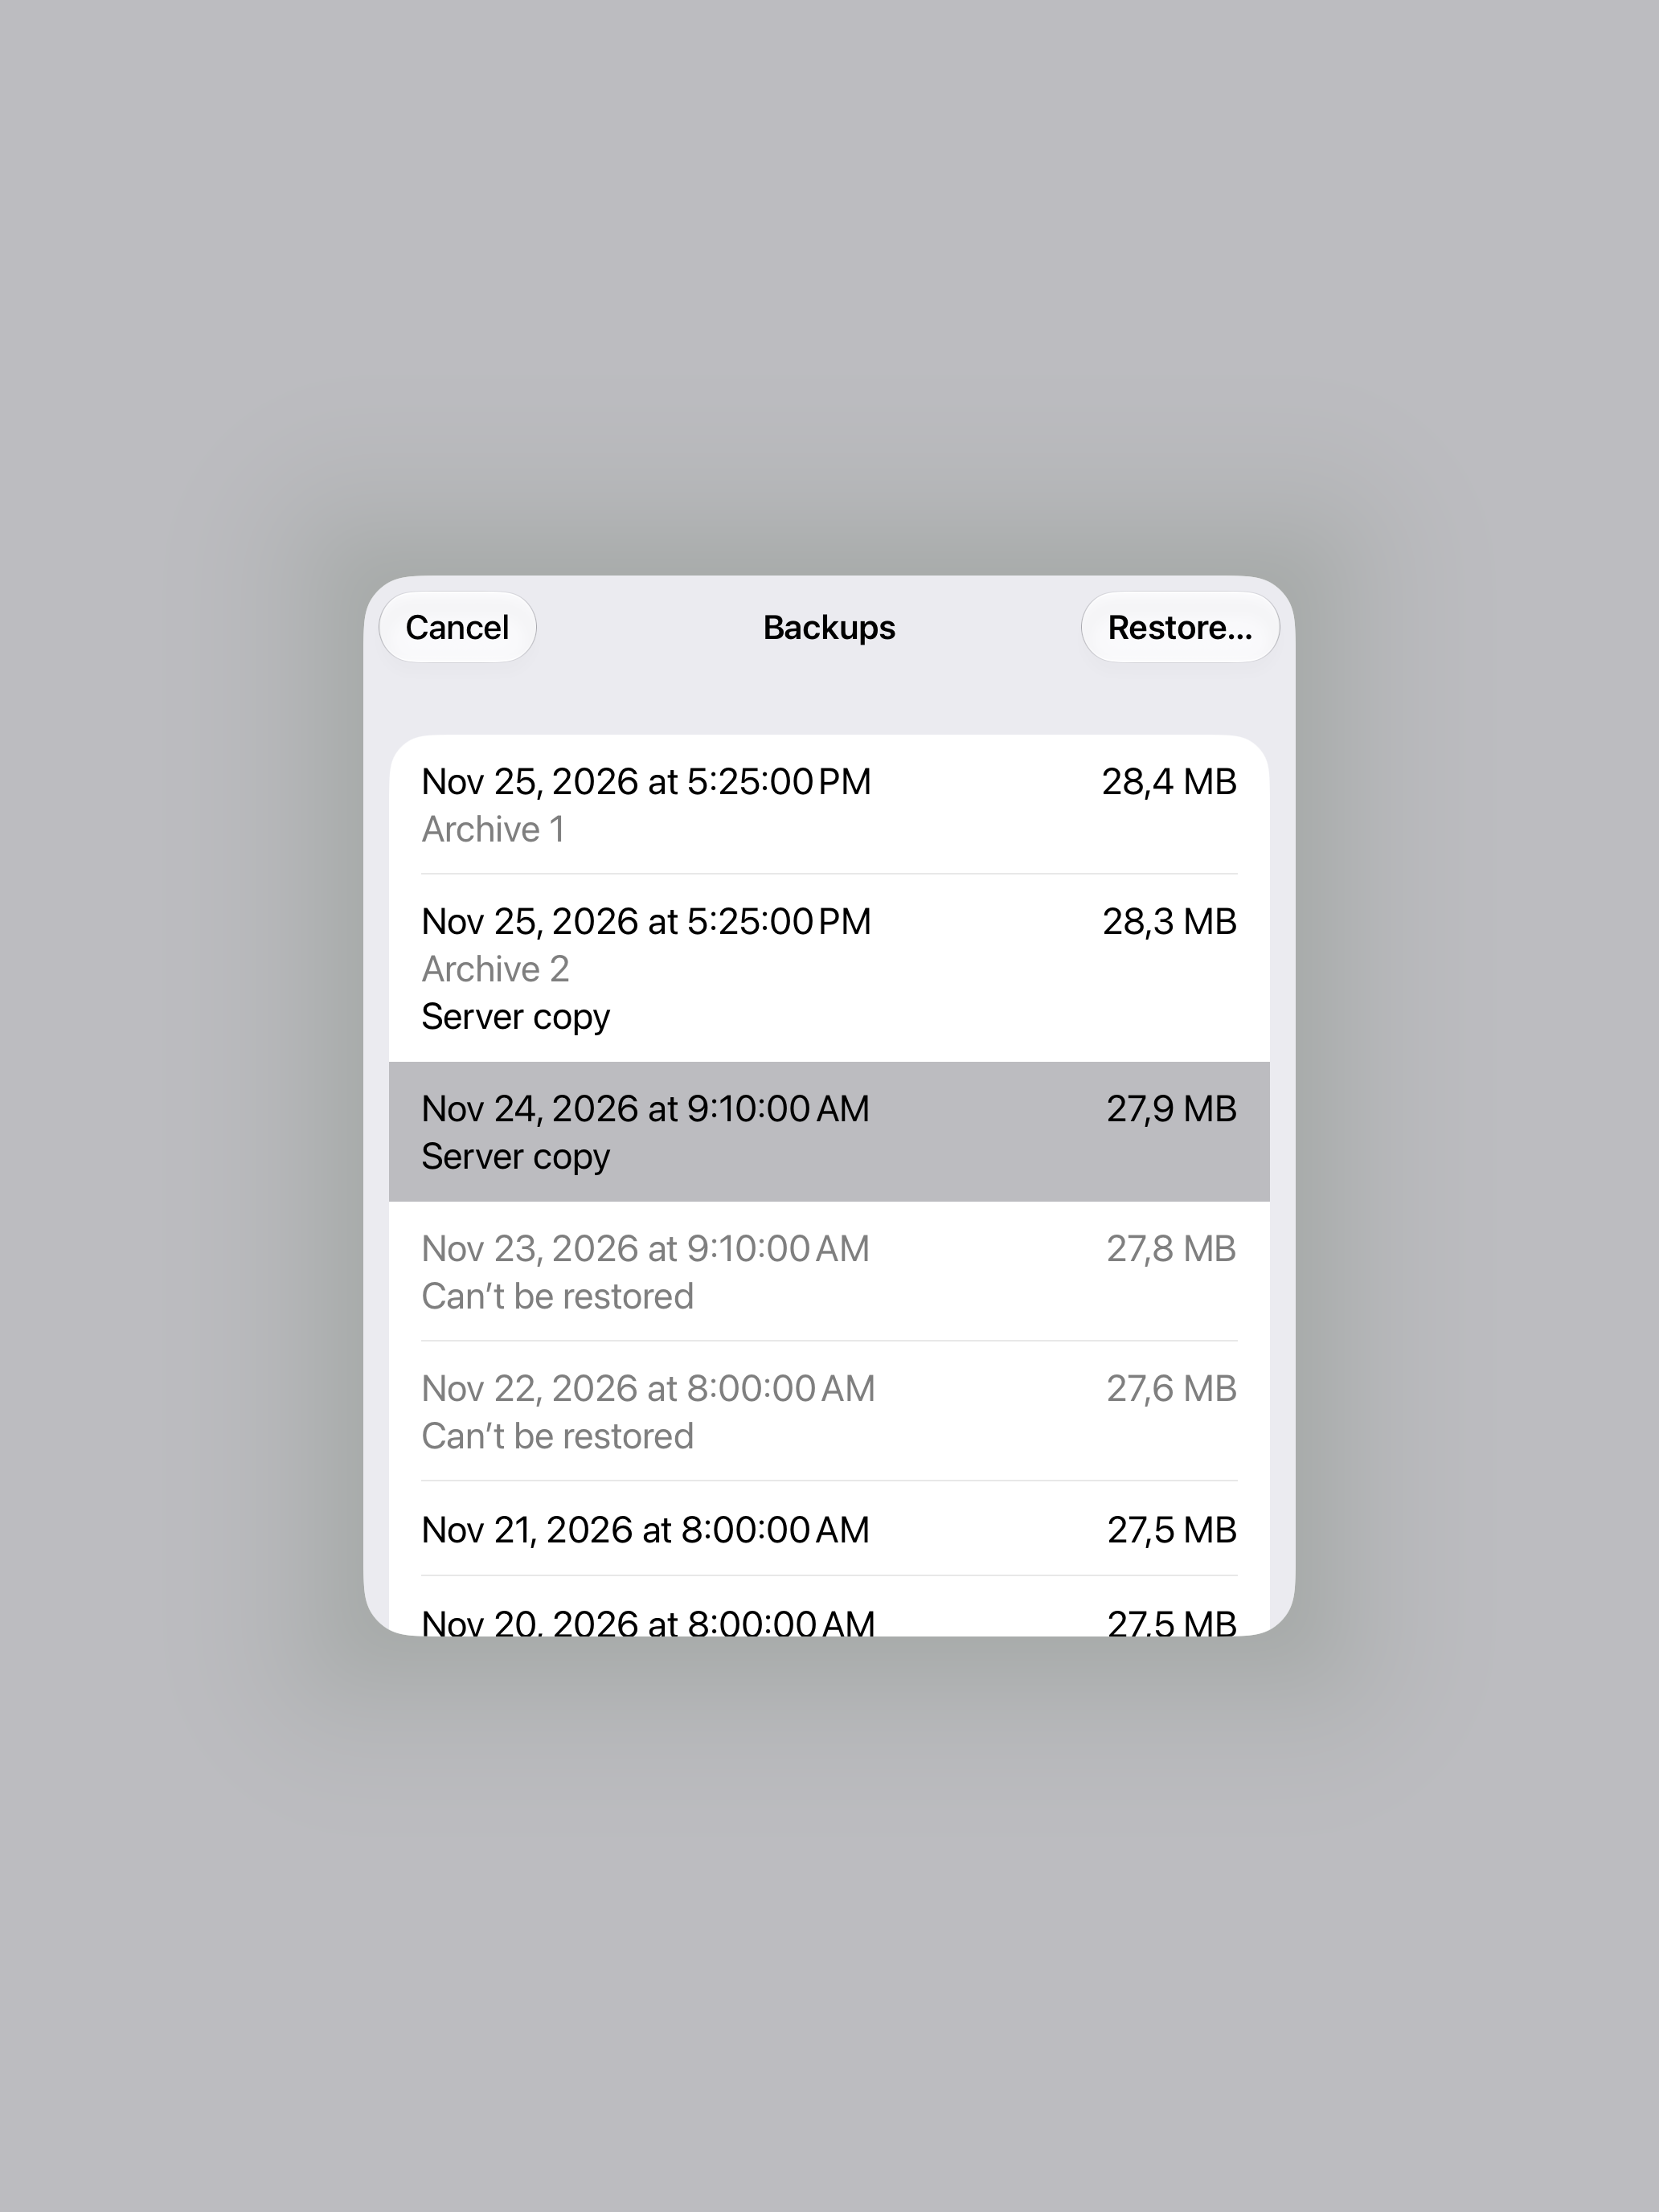 Cancel
Backups
Restore...
Nov 25, 2026 at 5:25:00 PM 28,4 MB
Archive 1
Nov 25, 2026 at 5:25:00 PM 28,3 MB
Archive 2
Server copy
Nov 24, 2026 at 9:10:00 AM 27,9 MB
Server copy
Nov 23, 2026 at 9:10:00 AM 27,8 MB
Can’t be restored
Nov 22, 2026 at 8:00:00 AM 27,6 MB
Can’t be restored
Nov 21, 2026 at 8:00:00 AM 27,5 MB
Nov 20, 2026 at 8:00:00 AM 27,5 MB